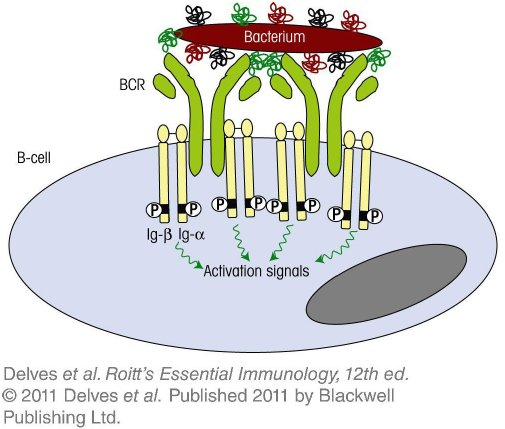 Bacterium
BCR
B-cell
P P P P P P P P
Ig-β Ig-α
Activation signals
Delves et al. Roitt's Essential Immunology, 12th ed.
© 2011 Delves et al. Published 2011 by Blackwell
Publishing Ltd.